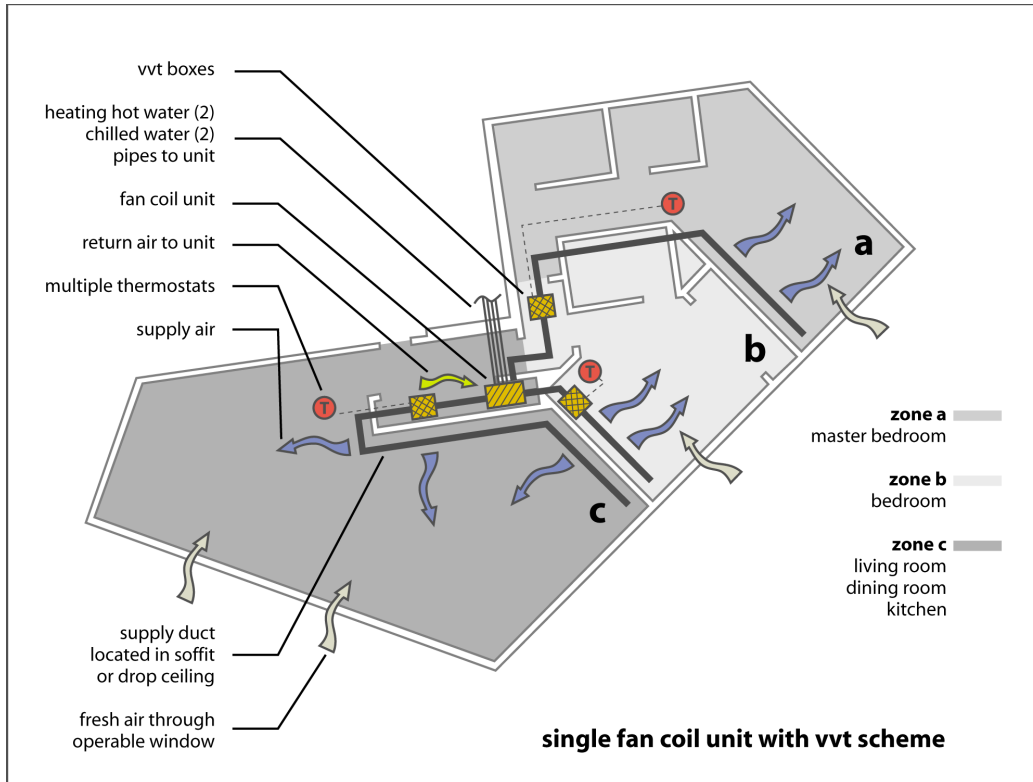 vvt boxes
heating hot water (2)
chilled water (2)
pipes to unit
fan coil unit
return air to unit
multiple thermostats
supply air
supply duct
located in soffit
or drop ceiling
fresh air through
operable window
T
T
T
a
b
c
zone a
master bedroom
zone b
bedroom
zone c
living room
dining room
kitchen
single fan coil unit with vvt scheme